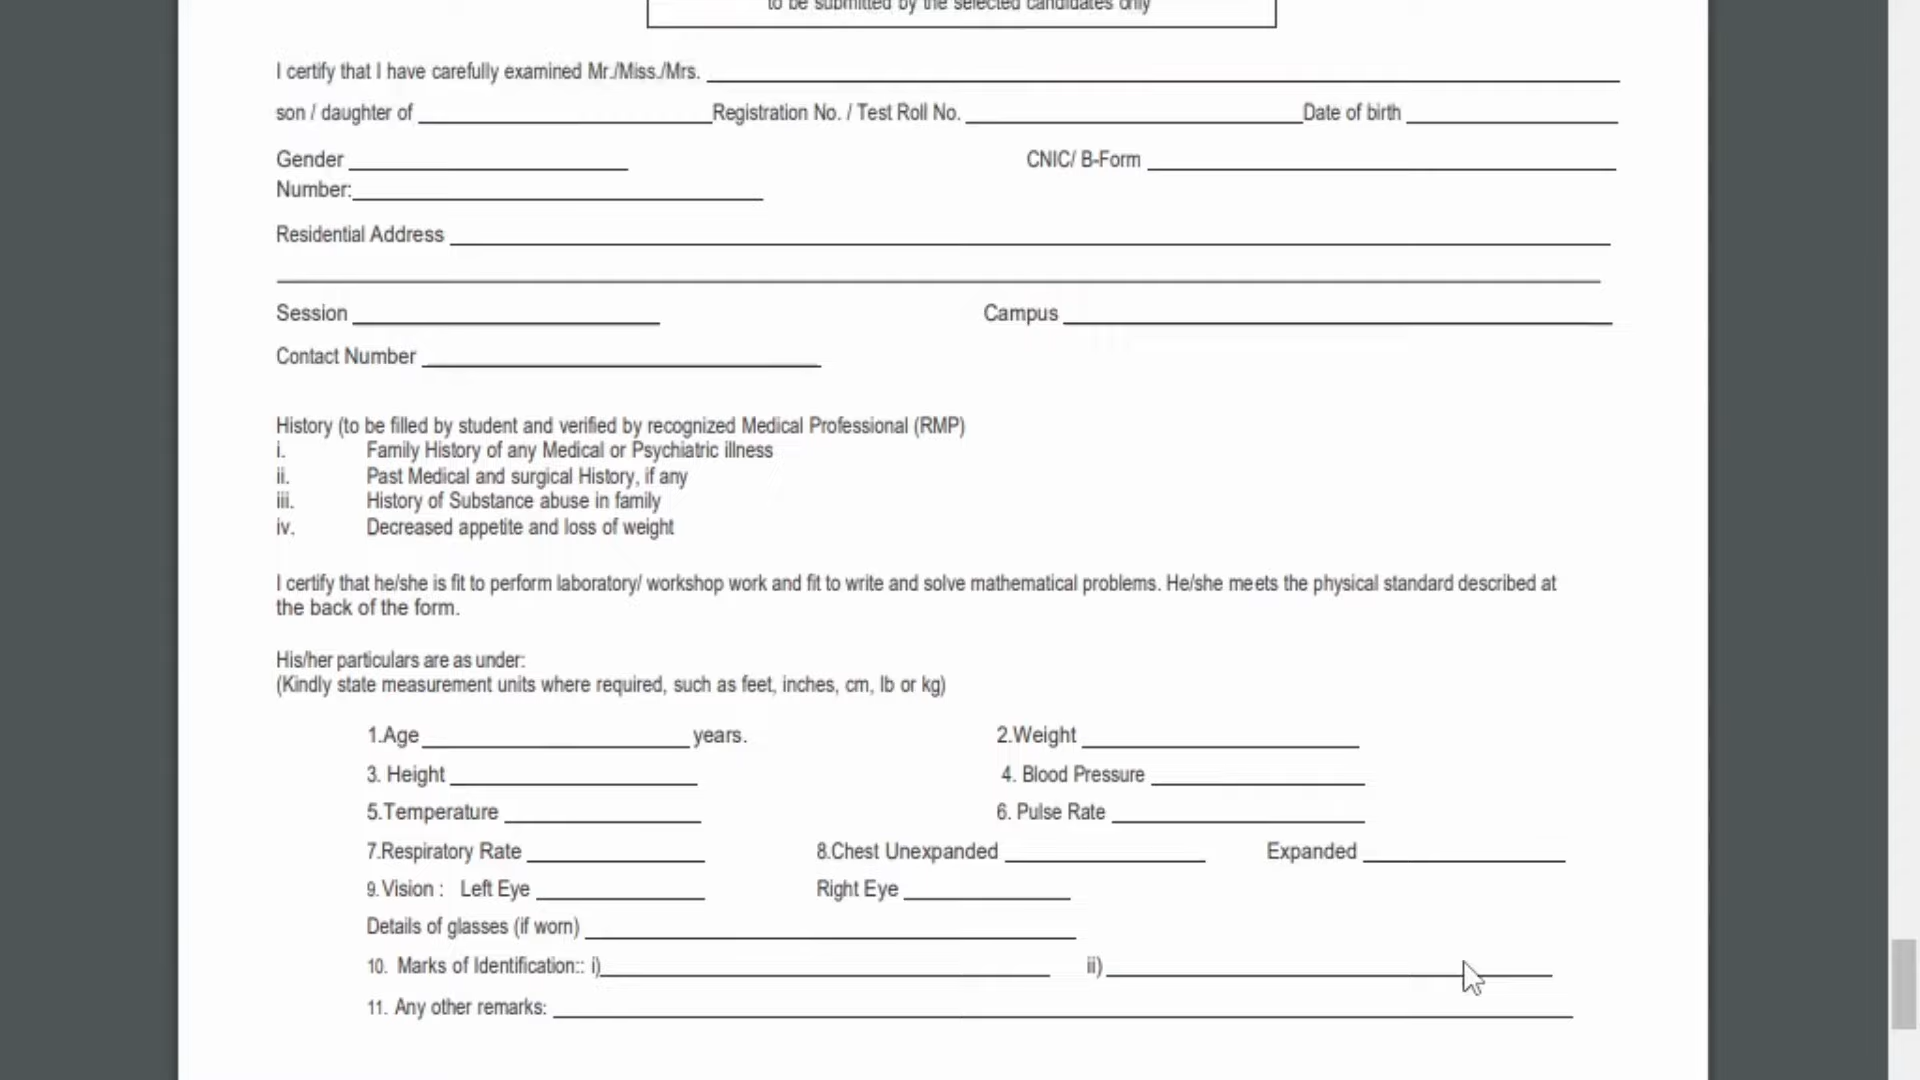 to be submitted by the selected candidates only
I certify that I have carefully examined Mr./Miss./Mrs.
son / daughter of Registration No. / Test Roll No. Date of birth
Gender CNIC/ B-Form
Number:
Residential Address
Session Campus
Contact Number
History (to be filled by student and verified by recognized Medical Professional (RMP)
i. Family History of any Medical or Psychiatric illness
ii. Past Medical and surgical History, if any
iii. History of Substance abuse in family
iv. Decreased appetite and loss of weight
I certify that he/she is fit to perform laboratory/ workshop work and fit to write and solve mathematical problems. He/she meets the physical standard described at
the back of the form.
His/her particulars are as under:
(Kindly state measurement units where required, such as feet, inches, cm, lb or kg)
1.Age years. 2.Weight
3. Height 4. Blood Pressure
5.Temperature 6. Pulse Rate
7.Respiratory Rate 8.Chest Unexpanded Expanded
9.Vision : Left Eye Right Eye
Details of glasses (if worn)
10. Marks of Identification:: i) ii)
11. Any other remarks: